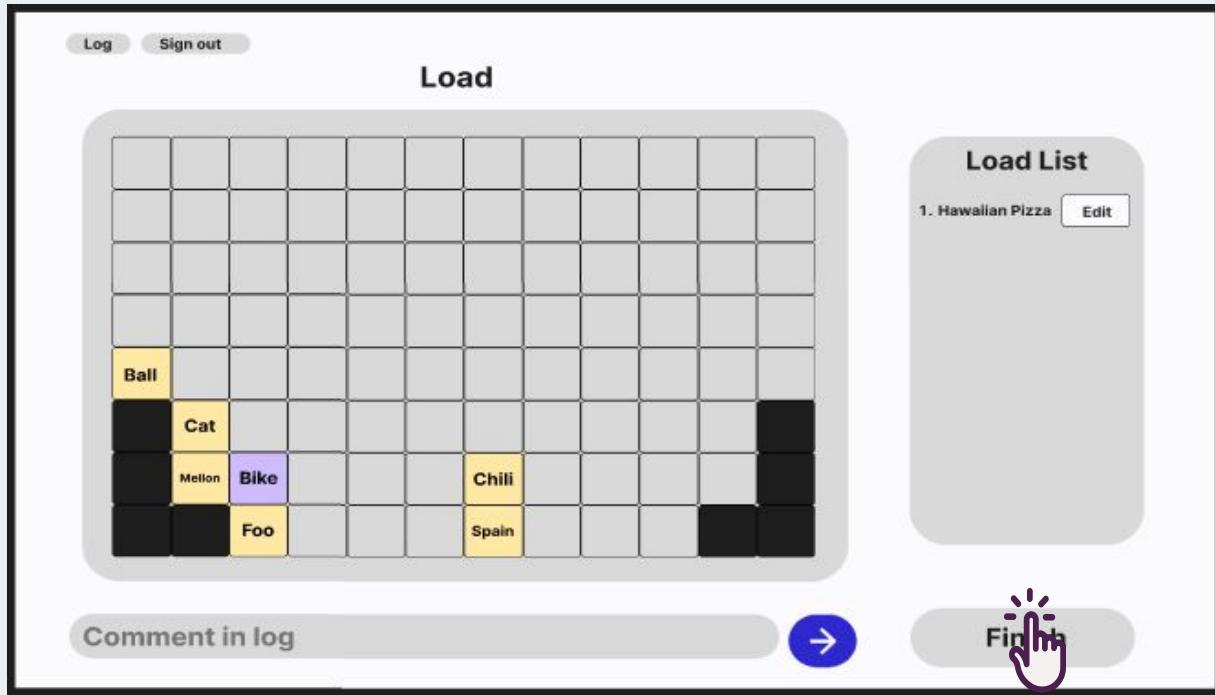 Log Sign out
Load
Load List
1. Hawaiian Pizza Edit
Ball
Cat
Mellon Bike Chili
Foo Spain
Comment in log